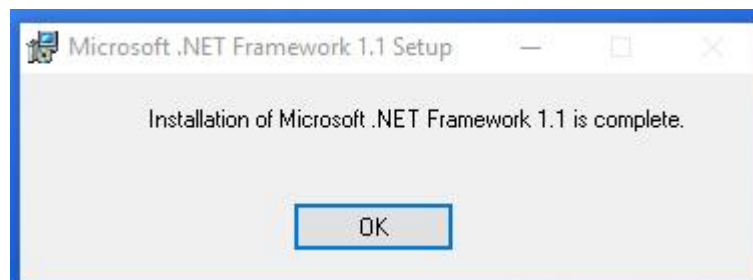 Microsoft .NET Framework 1.1 Setup
Installation of Microsoft .NET Framework 1.1 is complete.
OK